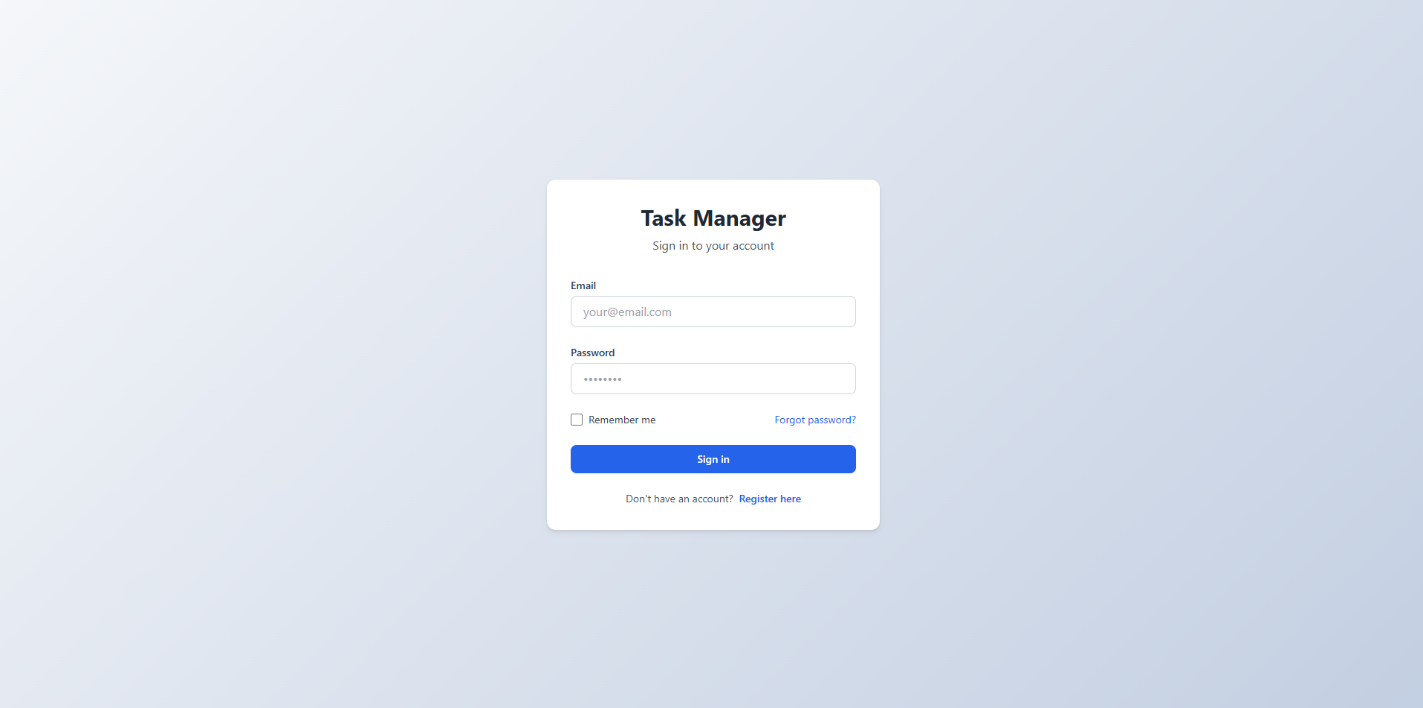 Task Manager
Sign in to your account
Email
your@email.com
Password
••••••••
Remember me
Forgot password?
Sign in
Don't have an account? Register here